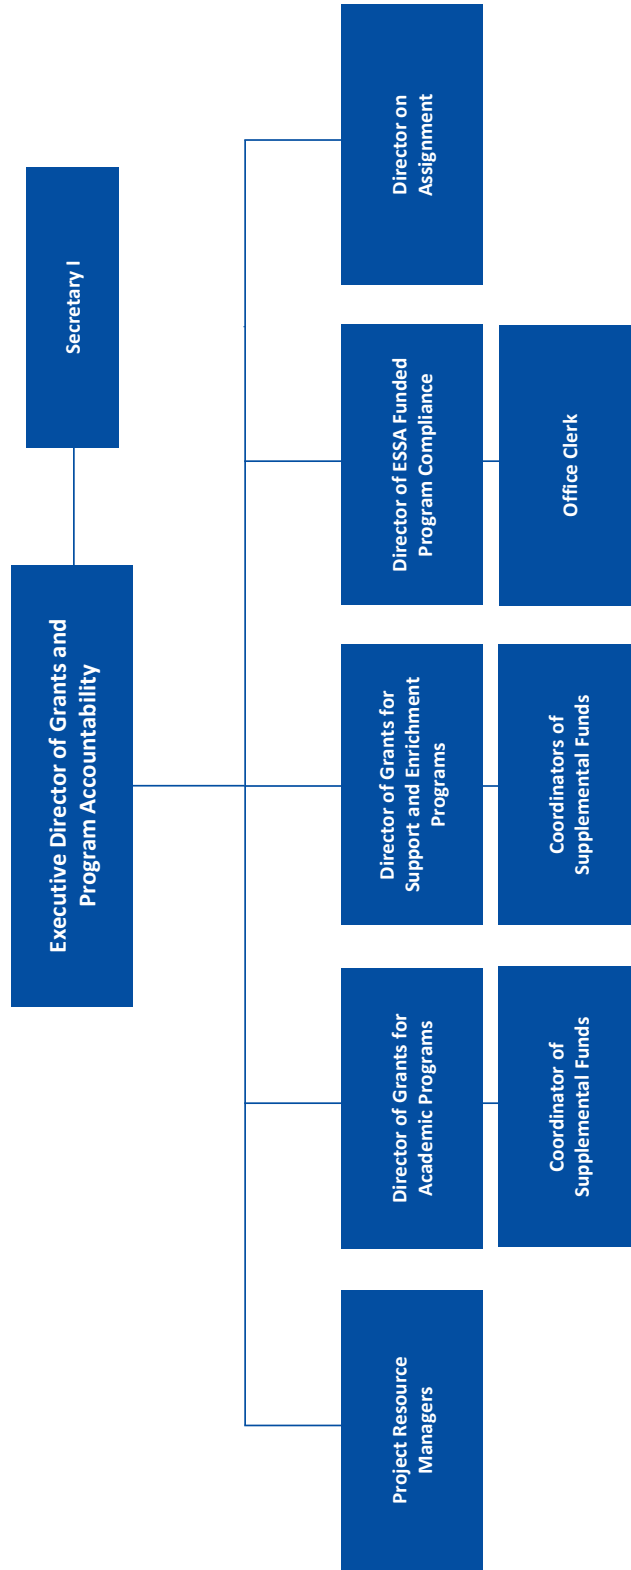 Executive Director of Grants and
Program Accountability
Secretary I
Project Resource
Managers
Director of Grants for
Academic Programs
Director of Grants for
Support and Enrichment
Programs
Director of ESSA Funded
Program Compliance
Director on
Assignment
Coordinator of
Supplemental Funds
Coordinators of
Supplemental Funds
Office Clerk